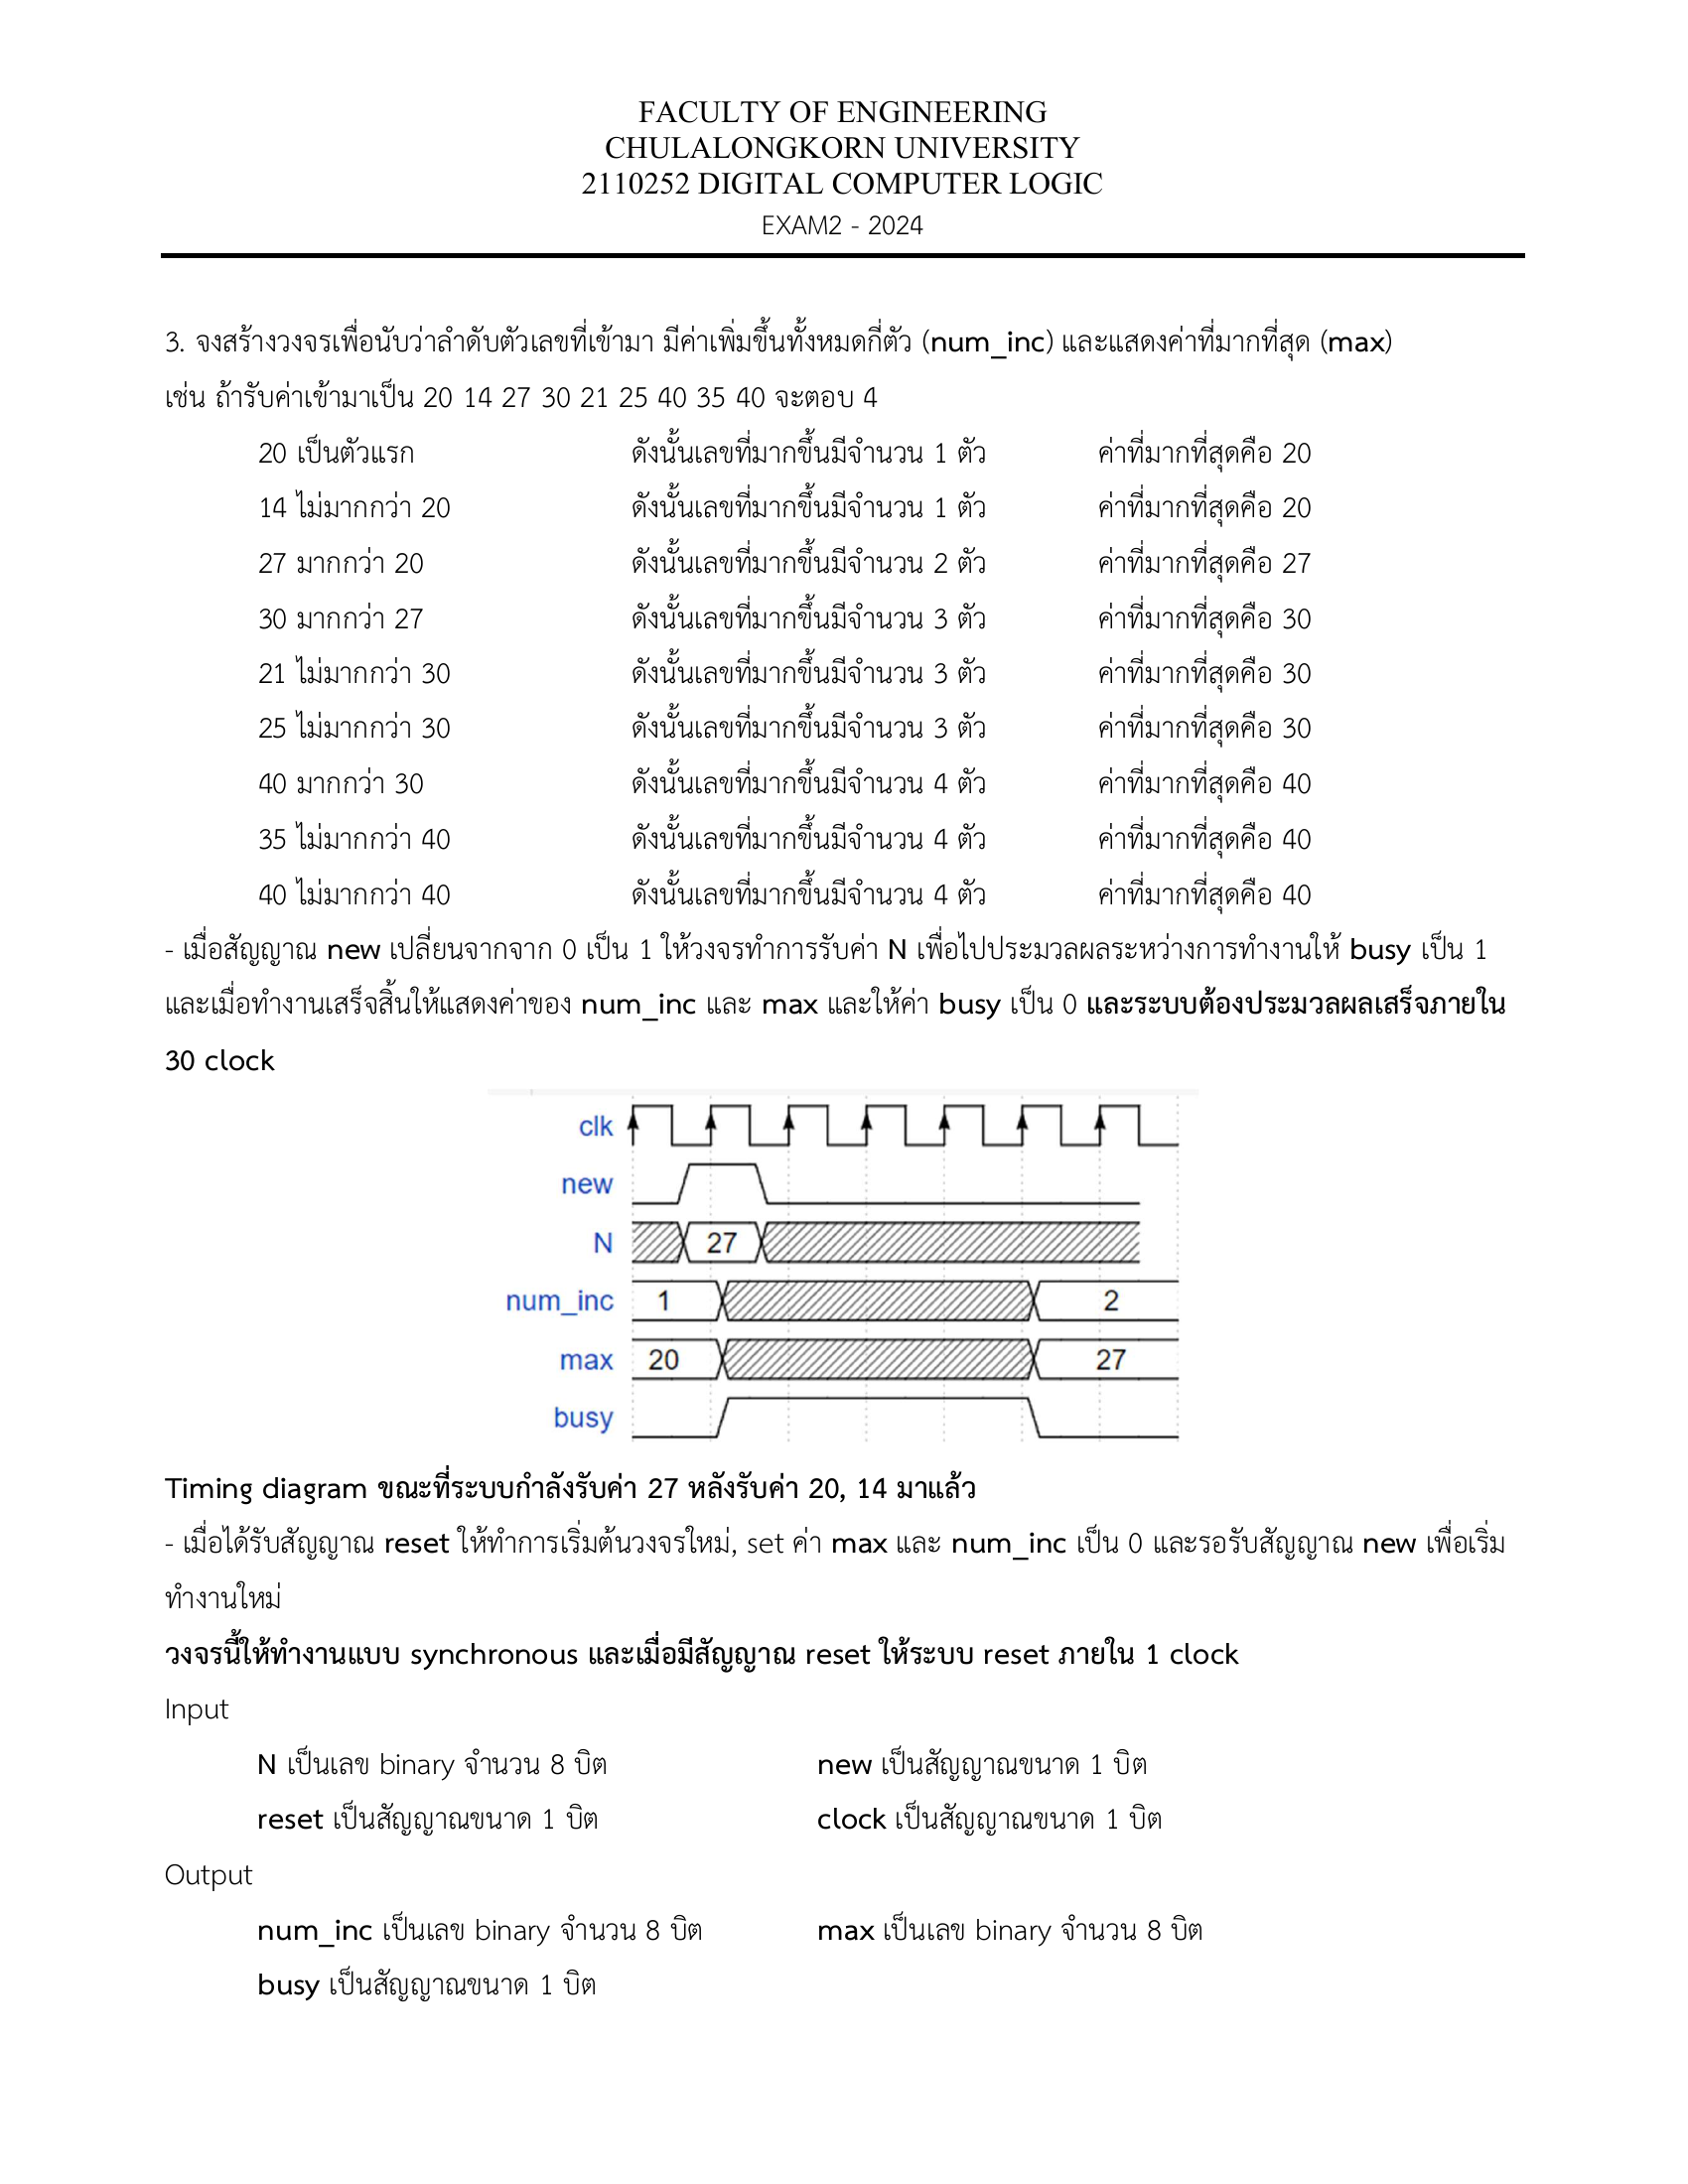 FACULTY OF ENGINEERING
CHULALONGKORN UNIVERSITY
2110252 DIGITAL COMPUTER LOGIC
EXAM2 - 2024
3. จงสร้างวงจรเพื่อนับว่าลำดับตัวเลขที่เข้ามา มีค่าเพิ่มขึ้นทั้งหมดกี่ตัว (num_inc) และแสดงค่าที่มากที่สุด (max)
เช่น ถ้ารับค่าเข้ามาเป็น 20 14 27 30 21 25 40 35 40 จะตอบ 4
20 เป็นตัวแรก ดังนั้นเลขที่มากขึ้นมีจำนวน 1 ตัว ค่าที่มากที่สุดคือ 20
14 ไม่มากกว่า 20 ดังนั้นเลขที่มากขึ้นมีจำนวน 1 ตัว ค่าที่มากที่สุดคือ 20
27 มากกว่า 20 ดังนั้นเลขที่มากขึ้นมีจำนวน 2 ตัว ค่าที่มากที่สุดคือ 27
30 มากกว่า 27 ดังนั้นเลขที่มากขึ้นมีจำนวน 3 ตัว ค่าที่มากที่สุดคือ 30
21 ไม่มากกว่า 30 ดังนั้นเลขที่มากขึ้นมีจำนวน 3 ตัว ค่าที่มากที่สุดคือ 30
25 ไม่มากกว่า 30 ดังนั้นเลขที่มากขึ้นมีจำนวน 3 ตัว ค่าที่มากที่สุดคือ 30
40 มากกว่า 30 ดังนั้นเลขที่มากขึ้นมีจำนวน 4 ตัว ค่าที่มากที่สุดคือ 40
35 ไม่มากกว่า 40 ดังนั้นเลขที่มากขึ้นมีจำนวน 4 ตัว ค่าที่มากที่สุดคือ 40
40 ไม่มากกว่า 40 ดังนั้นเลขที่มากขึ้นมีจำนวน 4 ตัว ค่าที่มากที่สุดคือ 40
- เมื่อสัญญาณ new เปลี่ยนจากจาก 0 เป็น 1 ให้วงจรทำการรับค่า N เพื่อไปประมวลผลระหว่างการทำงานให้ busy เป็น 1
และเมื่อทำงานเสร็จสิ้นให้แสดงค่าของ num_inc และ max และให้ค่า busy เป็น 0 และระบบต้องประมวลผลเสร็จภายใน
30 clock
clk
new
N 27
num_inc 1 2
max 20 27
busy
Timing diagram ขณะที่ระบบกำลังรับค่า 27 หลังรับค่า 20, 14 มาแล้ว
- เมื่อได้รับสัญญาณ reset ให้ทำการเริ่มต้นวงจรใหม่, set ค่า max และ num_inc เป็น 0 และรอรับสัญญาณ new เพื่อเริ่ม
ทำงานใหม่
วงจรนี้ให้ทำงานแบบ synchronous และเมื่อมีสัญญาณ reset ให้ระบบ reset ภายใน 1 clock
Input
N เป็นเลข binary จำนวน 8 บิต new เป็นสัญญาณขนาด 1 บิต
reset เป็นสัญญาณขนาด 1 บิต clock เป็นสัญญาณขนาด 1 บิต
Output
num_inc เป็นเลข binary จำนวน 8 บิต max เป็นเลข binary จำนวน 8 บิต
busy เป็นสัญญาณขนาด 1 บิต